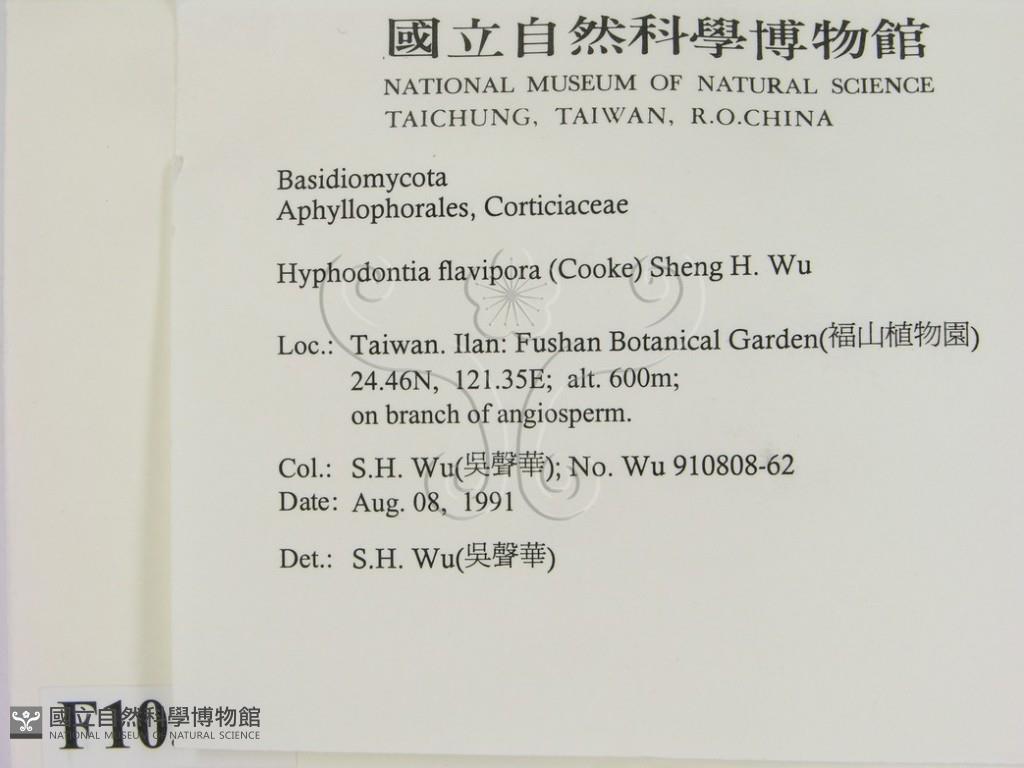 國立自然科學博物館
NATIONAL MUSEUM OF NATURAL SCIENCE
TAICHUNG, TAIWAN, R.O.CHINA
Basidiomycota
Aphyllophorales, Corticiaceae
Hyphodontia flavipora (Cooke) Sheng H. Wu
Loc.: Taiwan. Ilan: Fushan Botanical Garden(福山植物園)
24.46N, 121.35E; alt. 600m;
on branch of angiosperm.
Col.: S.H. Wu(吳聲華); No. Wu 910808-62
Date: Aug. 08, 1991
Det.: S.H. Wu(吳聲華)
F10
國立自然科學博物館
NATIONAL MUSEUM OF NATURAL SCIENCE